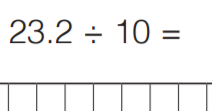 23.2 ÷ 10 =